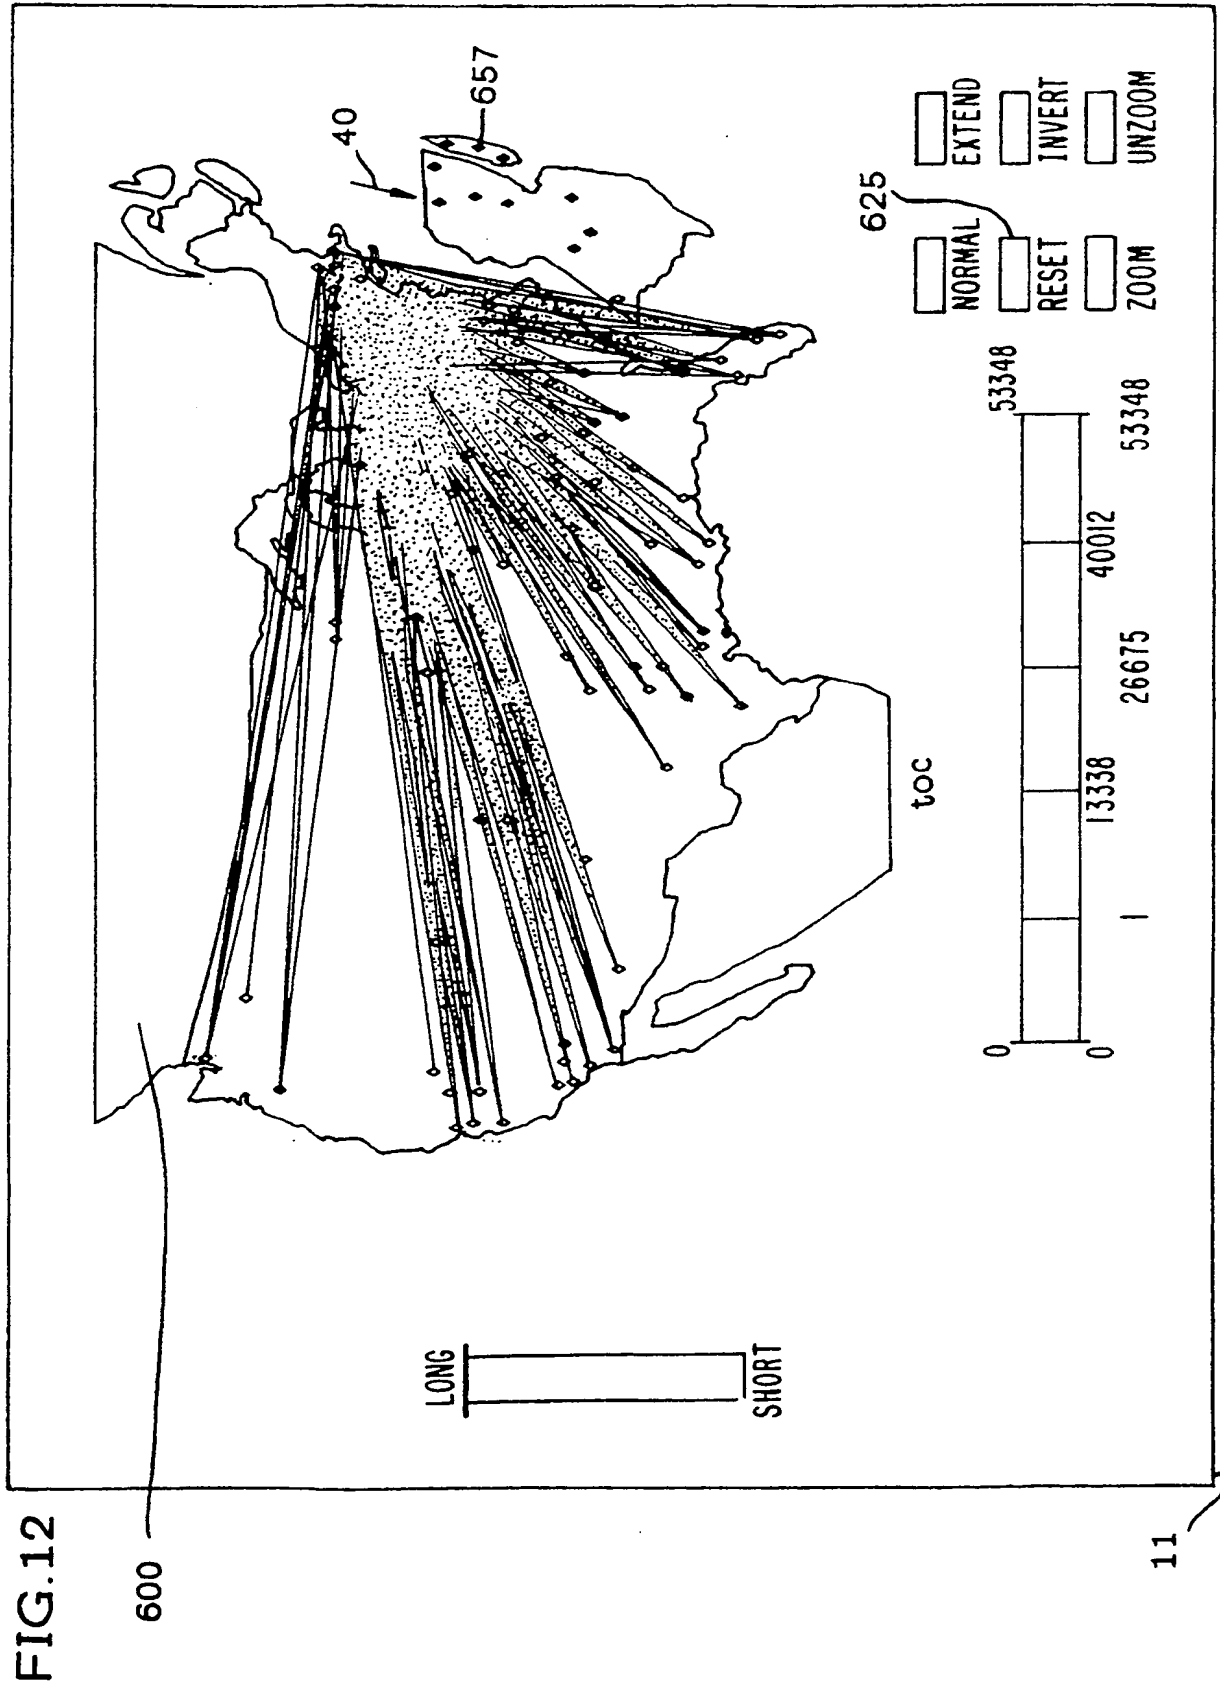 FIG.12
600
40
657
LONG
SHORT
625
NORMAL
EXTEND
RESET
INVERT
ZOOM
UNZOOM
toc
0
53348
0
1
13338
26675
40012
53348
11